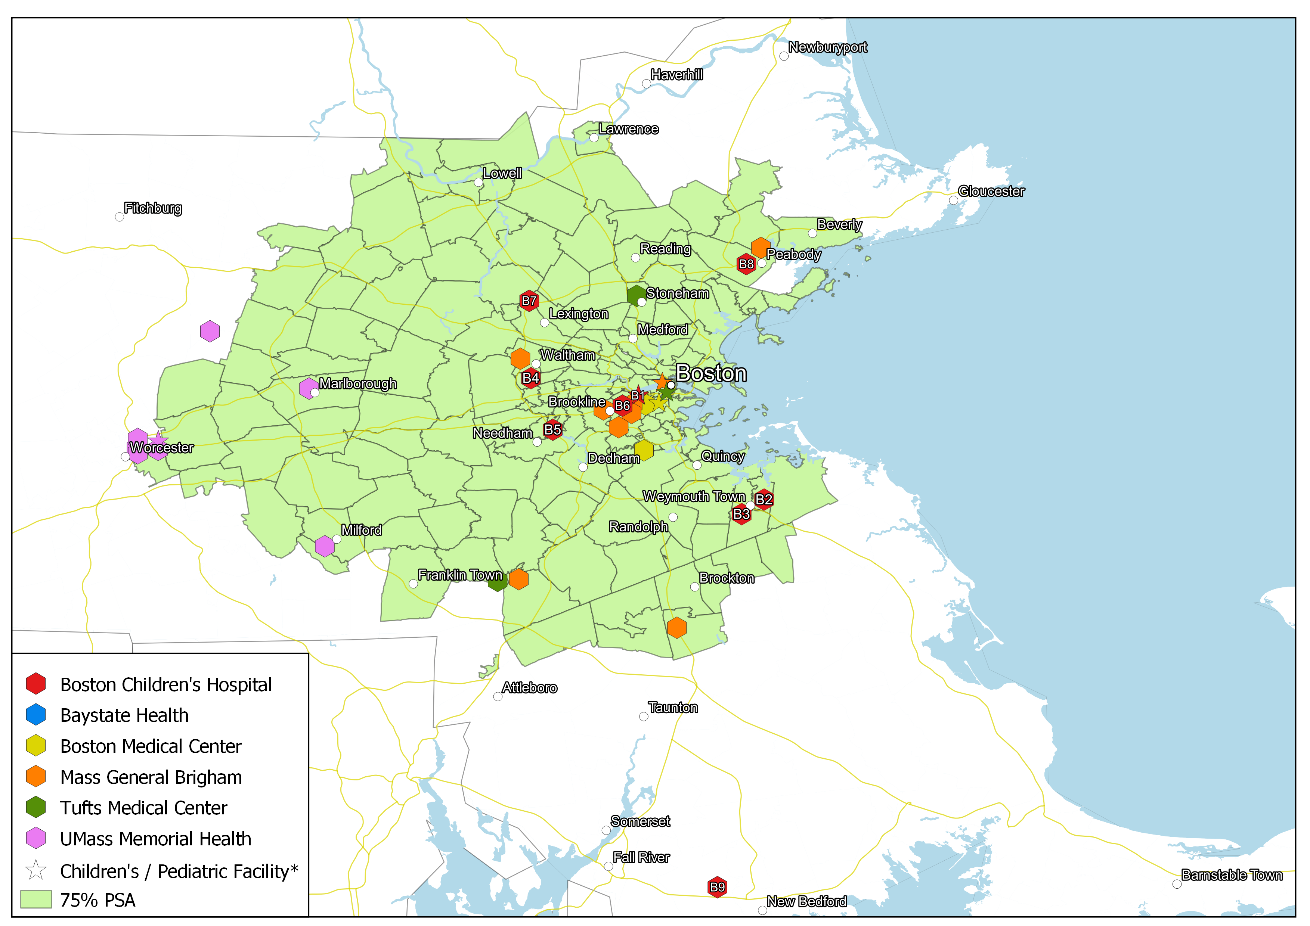 Newburyport
Haverhill
Lawrence
Lowell
Gloucester
Fitchburg
Beverly
Reading
Peabody
B8
Stoneham
B7
Lexington
Medford
Waltham
Boston
B4
Marlborough
B1
Brookline
B6
B5
Needham
Worcester
Dedham
Quincy
Weymouth Town
B2
B3
Randolph
Milford
Franklin Town
Brockton
Attleboro
Taunton
Somerset
Fall River
B9
New Bedford
Barnstable Town
Boston Children's Hospital
Baystate Health
Boston Medical Center
Mass General Brigham
Tufts Medical Center
UMass Memorial Health
Children's / Pediatric Facility*
75% PSA